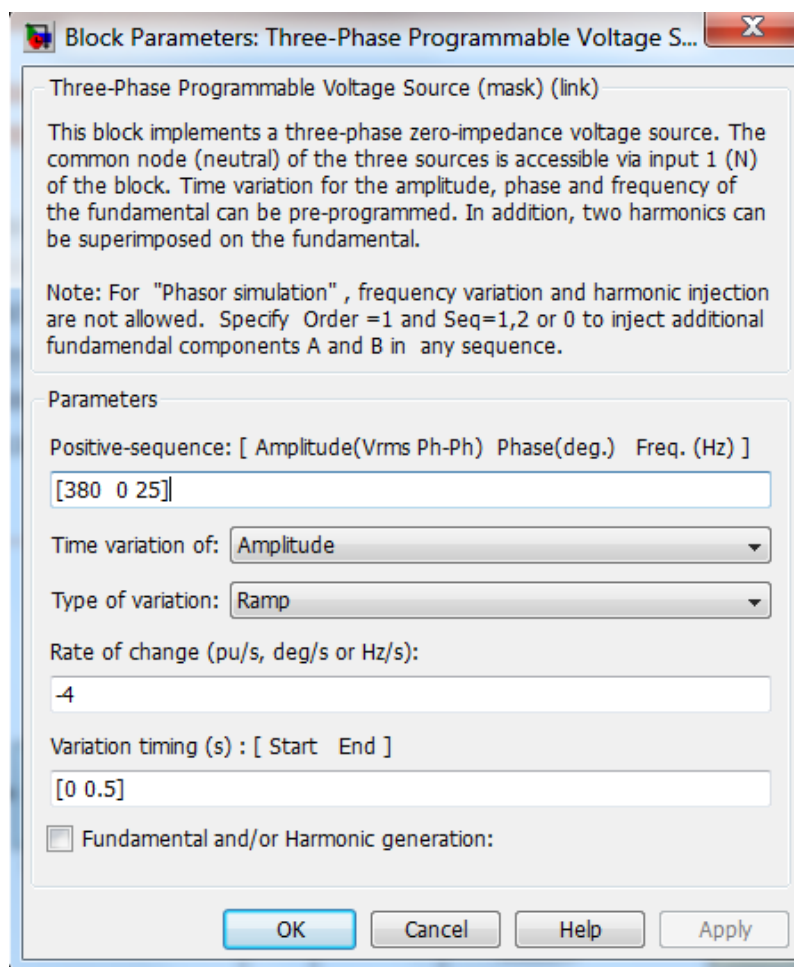 Block Parameters: Three-Phase Programmable Voltage S...
Three-Phase Programmable Voltage Source (mask) (link)
This block implements a three-phase zero-impedance voltage source. The
common node (neutral) of the three sources is accessible via input 1 (N)
of the block. Time variation for the amplitude, phase and frequency of
the fundamental can be pre-programmed. In addition, two harmonics can
be superimposed on the fundamental.
Note: For "Phasor simulation" , frequency variation and harmonic injection
are not allowed. Specify Order =1 and Seq=1,2 or 0 to inject additional
fundamendal components A and B in any sequence.
Parameters
Positive-sequence: [ Amplitude(Vrms Ph-Ph) Phase(deg.) Freq. (Hz) ]
[380 0 25]
Time variation of: Amplitude
Type of variation: Ramp
Rate of change (pu/s, deg/s or Hz/s):
-4
Variation timing (s) : [ Start End ]
[0 0.5]
Fundamental and/or Harmonic generation:
OK Cancel Help Apply